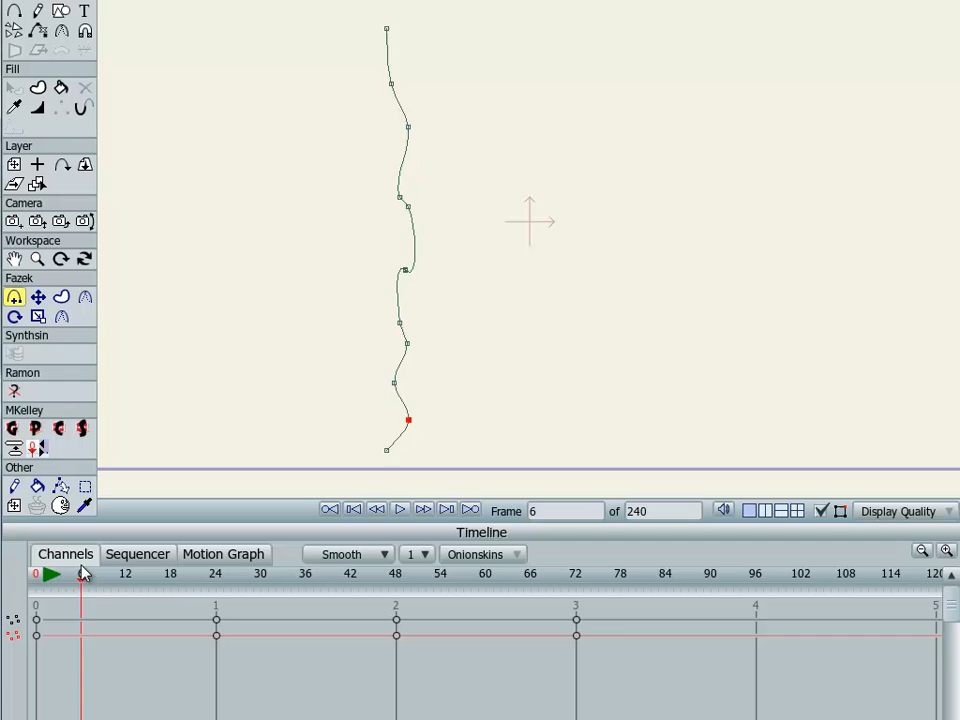 T
Fill
Layer
Camera
Workspace
Fazek
Synthsin
Ramon
?
MKelley
G P C S
Other
Frame 6 of 240 Display Quality
Timeline
Channels Sequencer Motion Graph Smooth 1 Onionskins
0 12 18 24 30 36 42 48 54 60 66 72 78 84 90 96 102 108 114 120
0 1 2 3 4 5